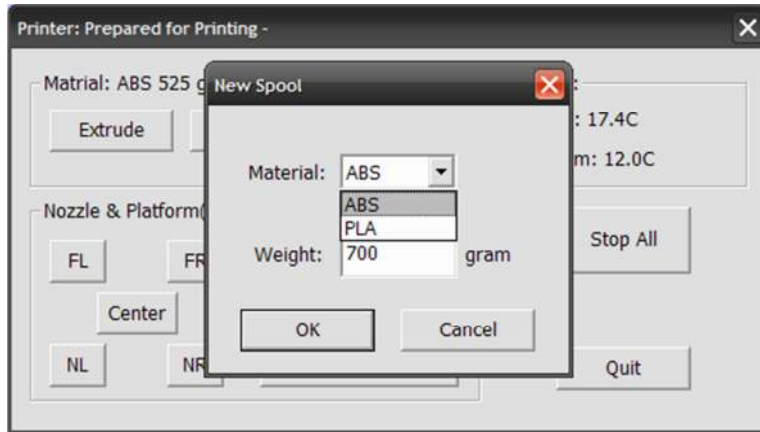 Printer: Prepared for Printing -
Matrial: ABS 525 g
New Spool
Extrude
: 17.4C
m: 12.0C
Material: ABS
ABS
PLA
Nozzle & Platform(
Weight: 700 gram
Stop All
FL
FR
Center
OK
Cancel
NL
NR
Quit